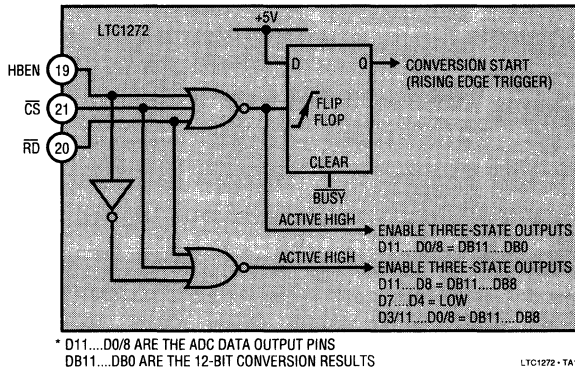 +5V
LTC1272
HBEN 19
CS 21
RD 20
D Q
CONVERSION START
(RISING EDGE TRIGGER)
FLIP
FLOP
CLEAR
BUSY
ACTIVE HIGH
ENABLE THREE-STATE OUTPUTS
D11....D0/8 = DB11....DB0
ACTIVE HIGH
ENABLE THREE-STATE OUTPUTS
D11....D8 = DB11....DB8
D7....D4 = LOW
D3/11....D0/8 = DB11....DB8
* D11....D0/8 ARE THE ADC DATA OUTPUT PINS
DB11....DB0 ARE THE 12-BIT CONVERSION RESULTS